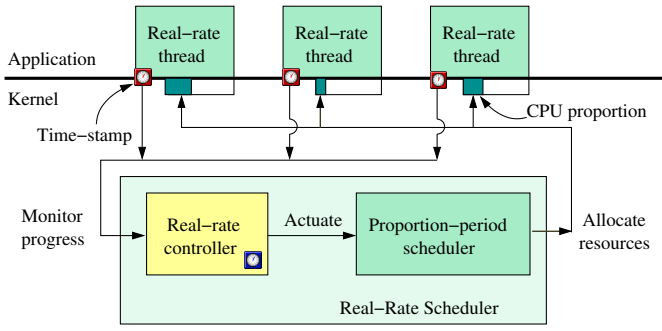 Real-rate
thread
Real-rate
thread
Real-rate
thread
Application
Kernel
Time-stamp
CPU proportion
Monitor
progress
Real-rate
controller
Actuate
Proportion-period
scheduler
Allocate
resources
Real-Rate Scheduler